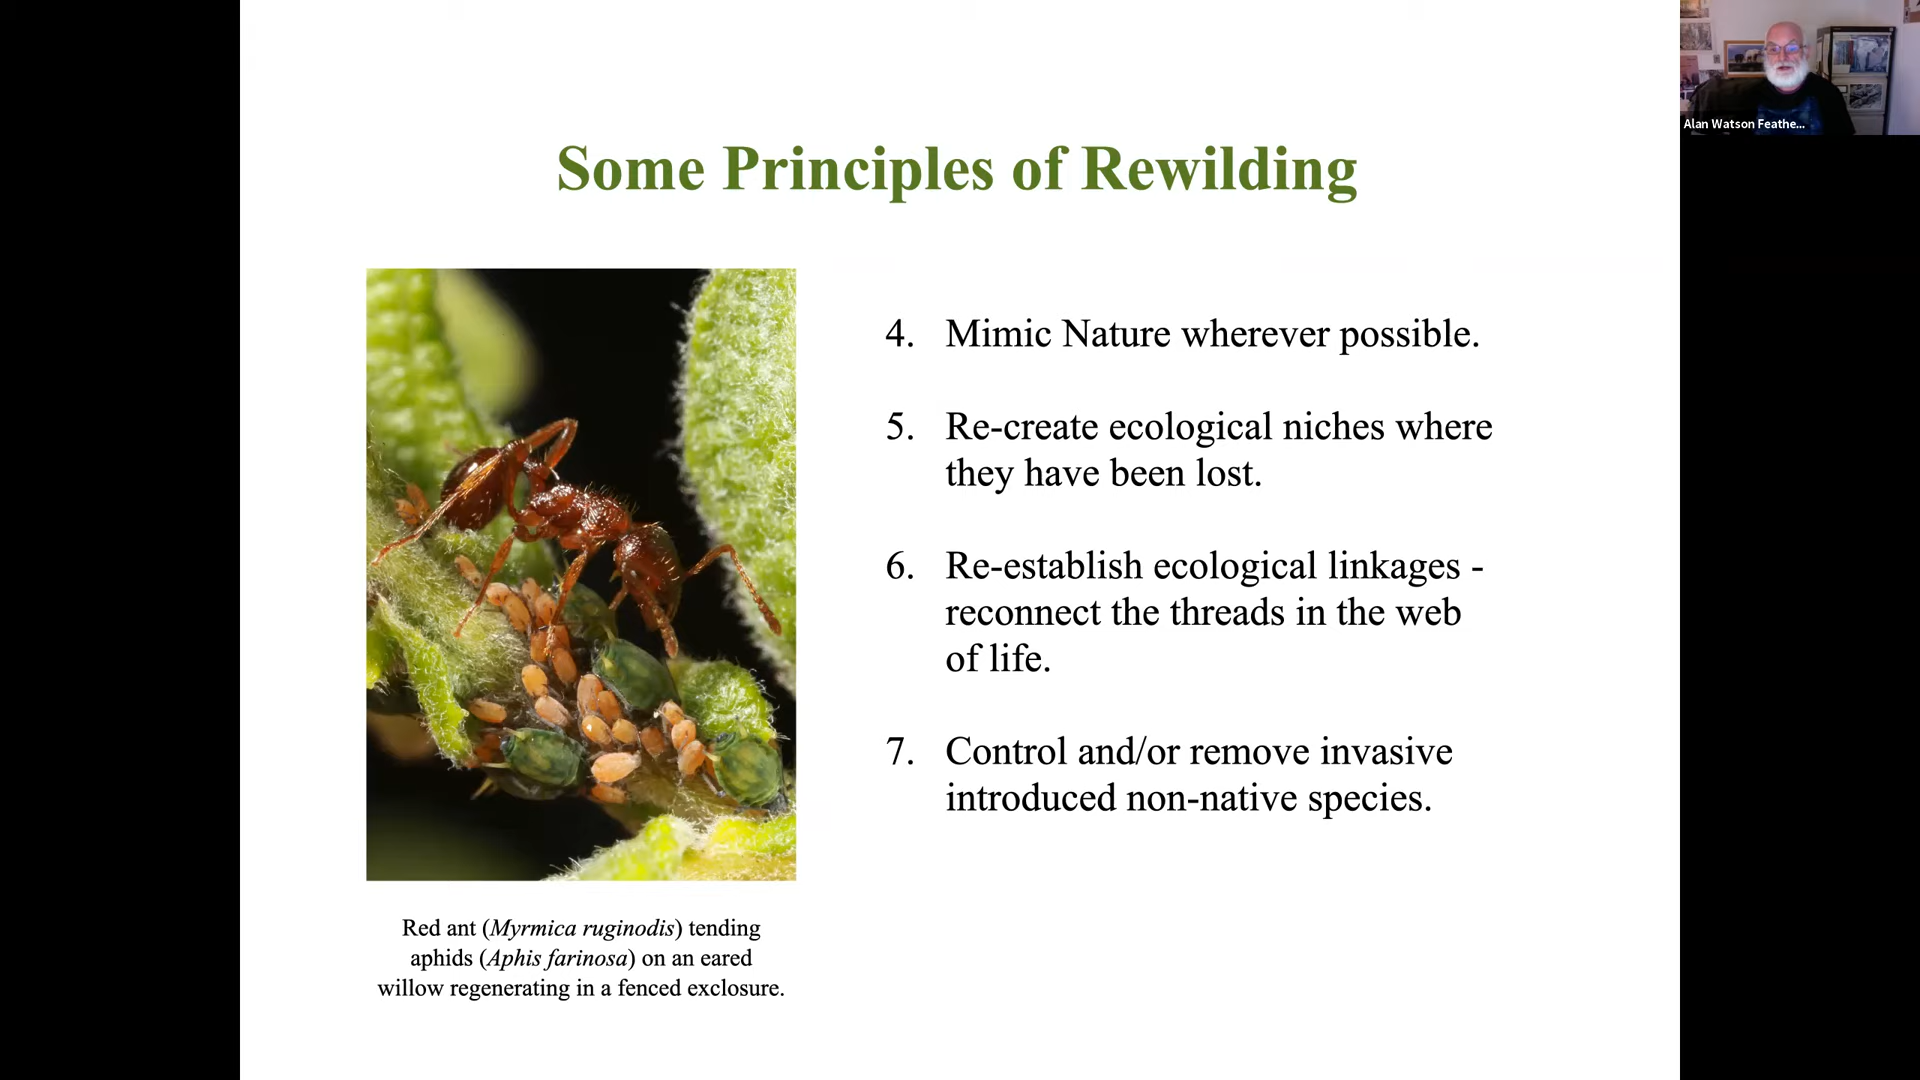 Alan Watson Feathe...
Some Principles of Rewilding
4. Mimic Nature wherever possible.
5. Re-create ecological niches where
they have been lost.
6. Re-establish ecological linkages -
reconnect the threads in the web
of life.
7. Control and/or remove invasive
introduced non-native species.
Red ant (Myrmica ruginodis) tending
aphids (Aphis farinosa) on an eared
willow regenerating in a fenced exclosure.